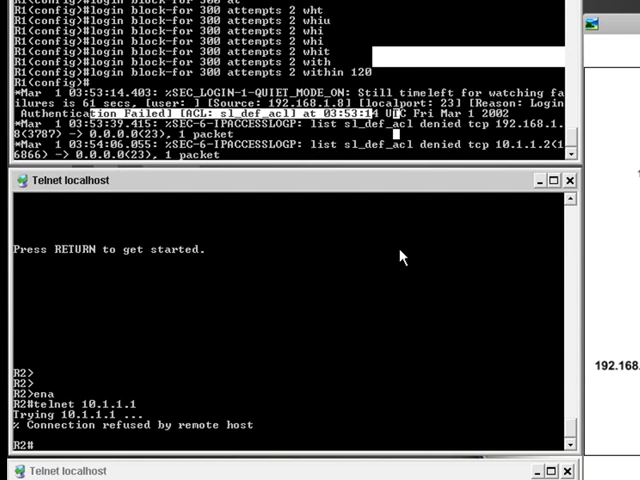 R1(config)#login block-for 300 at
R1(config)#login block-for 300 attempts 2 wht
R1(config)#login block-for 300 attempts 2 whiu
R1(config)#login block-for 300 attempts 2 whi
R1(config)#login block-for 300 attempts 2 whi
R1(config)#login block-for 300 attempts 2 whit
R1(config)#login block-for 300 attempts 2 with
R1(config)#login block-for 300 attempts 2 within 120
R1(config)#
*Mar 1 03:53:14.403: %SEC_LOGIN-1-QUIET_MODE_ON: Still timeleft for watching fa
ilures is 61 secs, [user: ] [Source: 192.168.1.8] [localport: 23] [Reason: Login
Authentication Failed] [ACL: sl_def_acl] at 03:53:14 UTC Fri Mar 1 2002
*Mar 1 03:53:39.415: %SEC-6-IPACCESSLOGP: list sl_def_acl denied tcp 192.168.1.
8(3787) -> 0.0.0.0(23), 1 packet
*Mar 1 03:54:06.055: %SEC-6-IPACCESSLOGP: list sl_def_acl denied tcp 10.1.1.2(1
6866) -> 0.0.0.0(23), 1 packet
Telnet localhost
Press RETURN to get started.
R2>
R2>
R2>ena
R2#telnet 10.1.1.1
Trying 10.1.1.1 ...
% Connection refused by remote host
R2#
Telnet localhost
192.168.